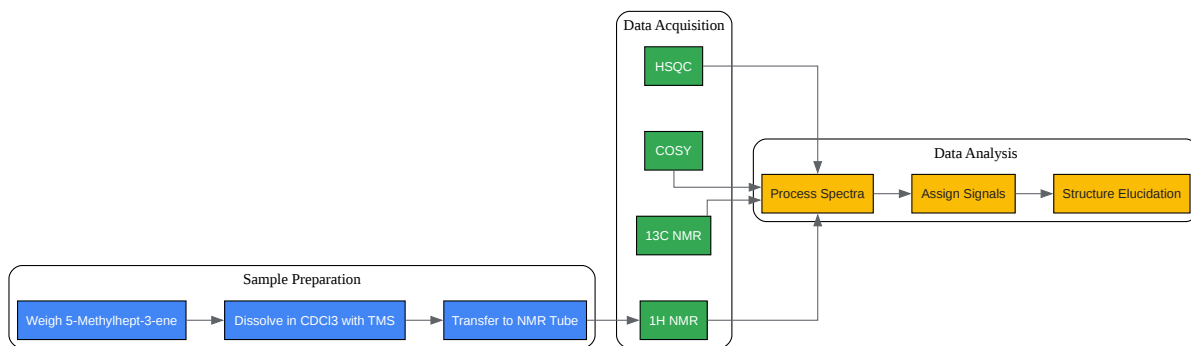 Data Acquisition
HSQC
COSY
13C NMR
1H NMR
Data Analysis
Process Spectra
Assign Signals
Structure Elucidation
Sample Preparation
Weigh 5-Methylhept-3-ene
Dissolve in CDCl3 with TMS
Transfer to NMR Tube